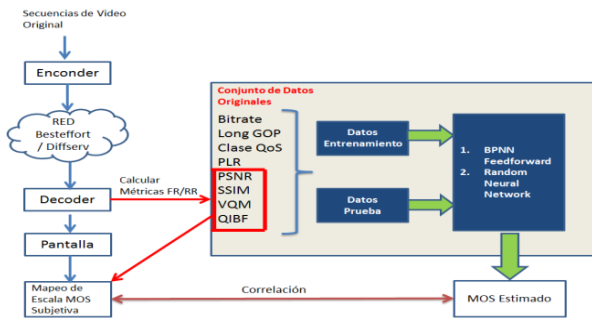 Secuencias de Video
Original
Enconder
RED
Besteffort
/ Diffserv
Decoder
Pantalla
Mapeo de
Escala MOS
Subjetiva
Calcular
Métricas FR/RR
Conjunto de Datos
Originales
Bitrate
Long GOP
Clase QoS
PLR
PSNR
SSIM
VQM
QIBF
Datos
Entrenamiento
Datos
Prueba
1. BPNN
Feedforward
2. Random
Neural
Network
Correlación
MOS Estimado